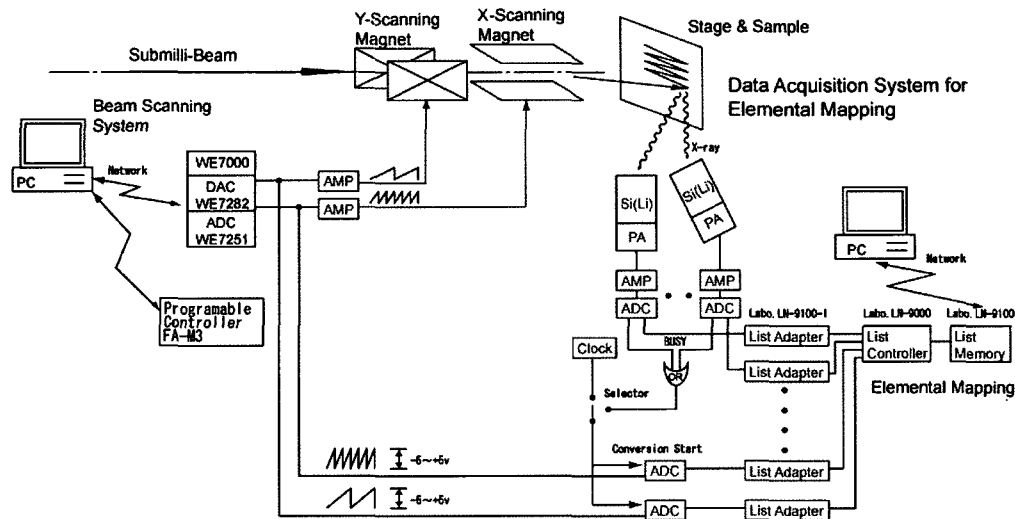 Y-Scanning
Magnet
X-Scanning
Magnet
Stage & Sample
Submilli-Beam
Data Acquisition System for
Elemental Mapping
Beam Scanning
System
X-ray
Network
PC
WE7000
DAC
WE7282
ADC
WE7251
AMP
AMP
Si(Li)
PA
Si(Li)
PA
PC
Network
AMP
AMP
ADC
ADC
Programable
Controller
FA-M3
Labo. LN-9100-1
Labo. LN-9000
Labo. LN-9100
Clock
BUSY
OR
List Adapter
List
Controller
List
Memory
List Adapter
Elemental Mapping
Selector
Conversion Start
-5~+5v
ADC
List Adapter
-5~+5v
ADC
List Adapter